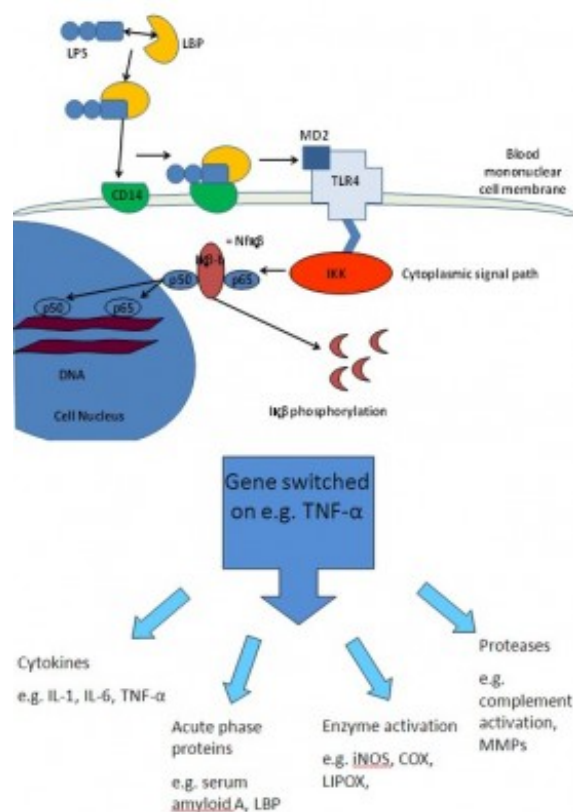 LPS
LBP
MD2
TLR4
Blood
mononuclear
cell membrane
CD14
= NFκβ
p50
p65
IKK
Cytoplasmic signal path
p50
p65
DNA
Cell Nucleus
Iκβ phosphorylation
Gene switched
on e.g. TNF-α
Cytokines
e.g. IL-1, IL-6, TNF-α
Acute phase
proteins
e.g. serum
amyloid A, LBP
Enzyme activation
e.g. iNOS, COX,
LIPOX,
Proteases
e.g.
complement
activation,
MMPs